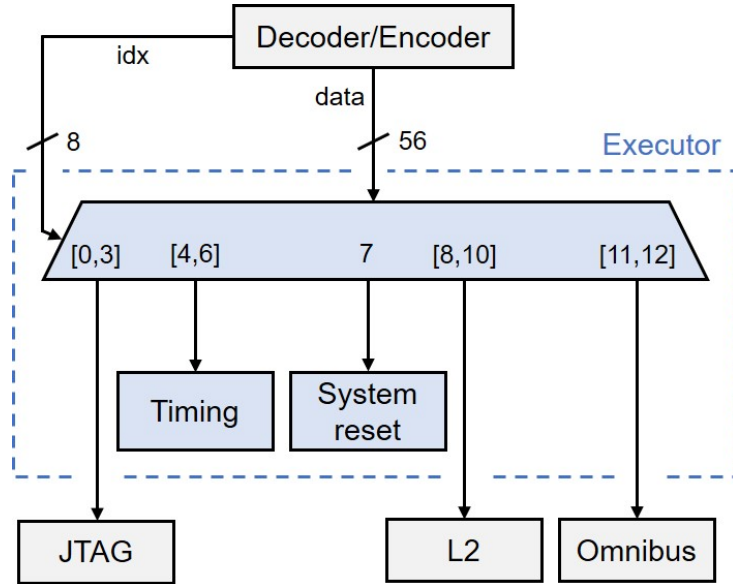 Decoder/Encoder
idx
data
8
56
Executor
[0,3]
[4,6]
7
[8,10]
[11,12]
Timing
System
reset
JTAG
L2
Omnibus